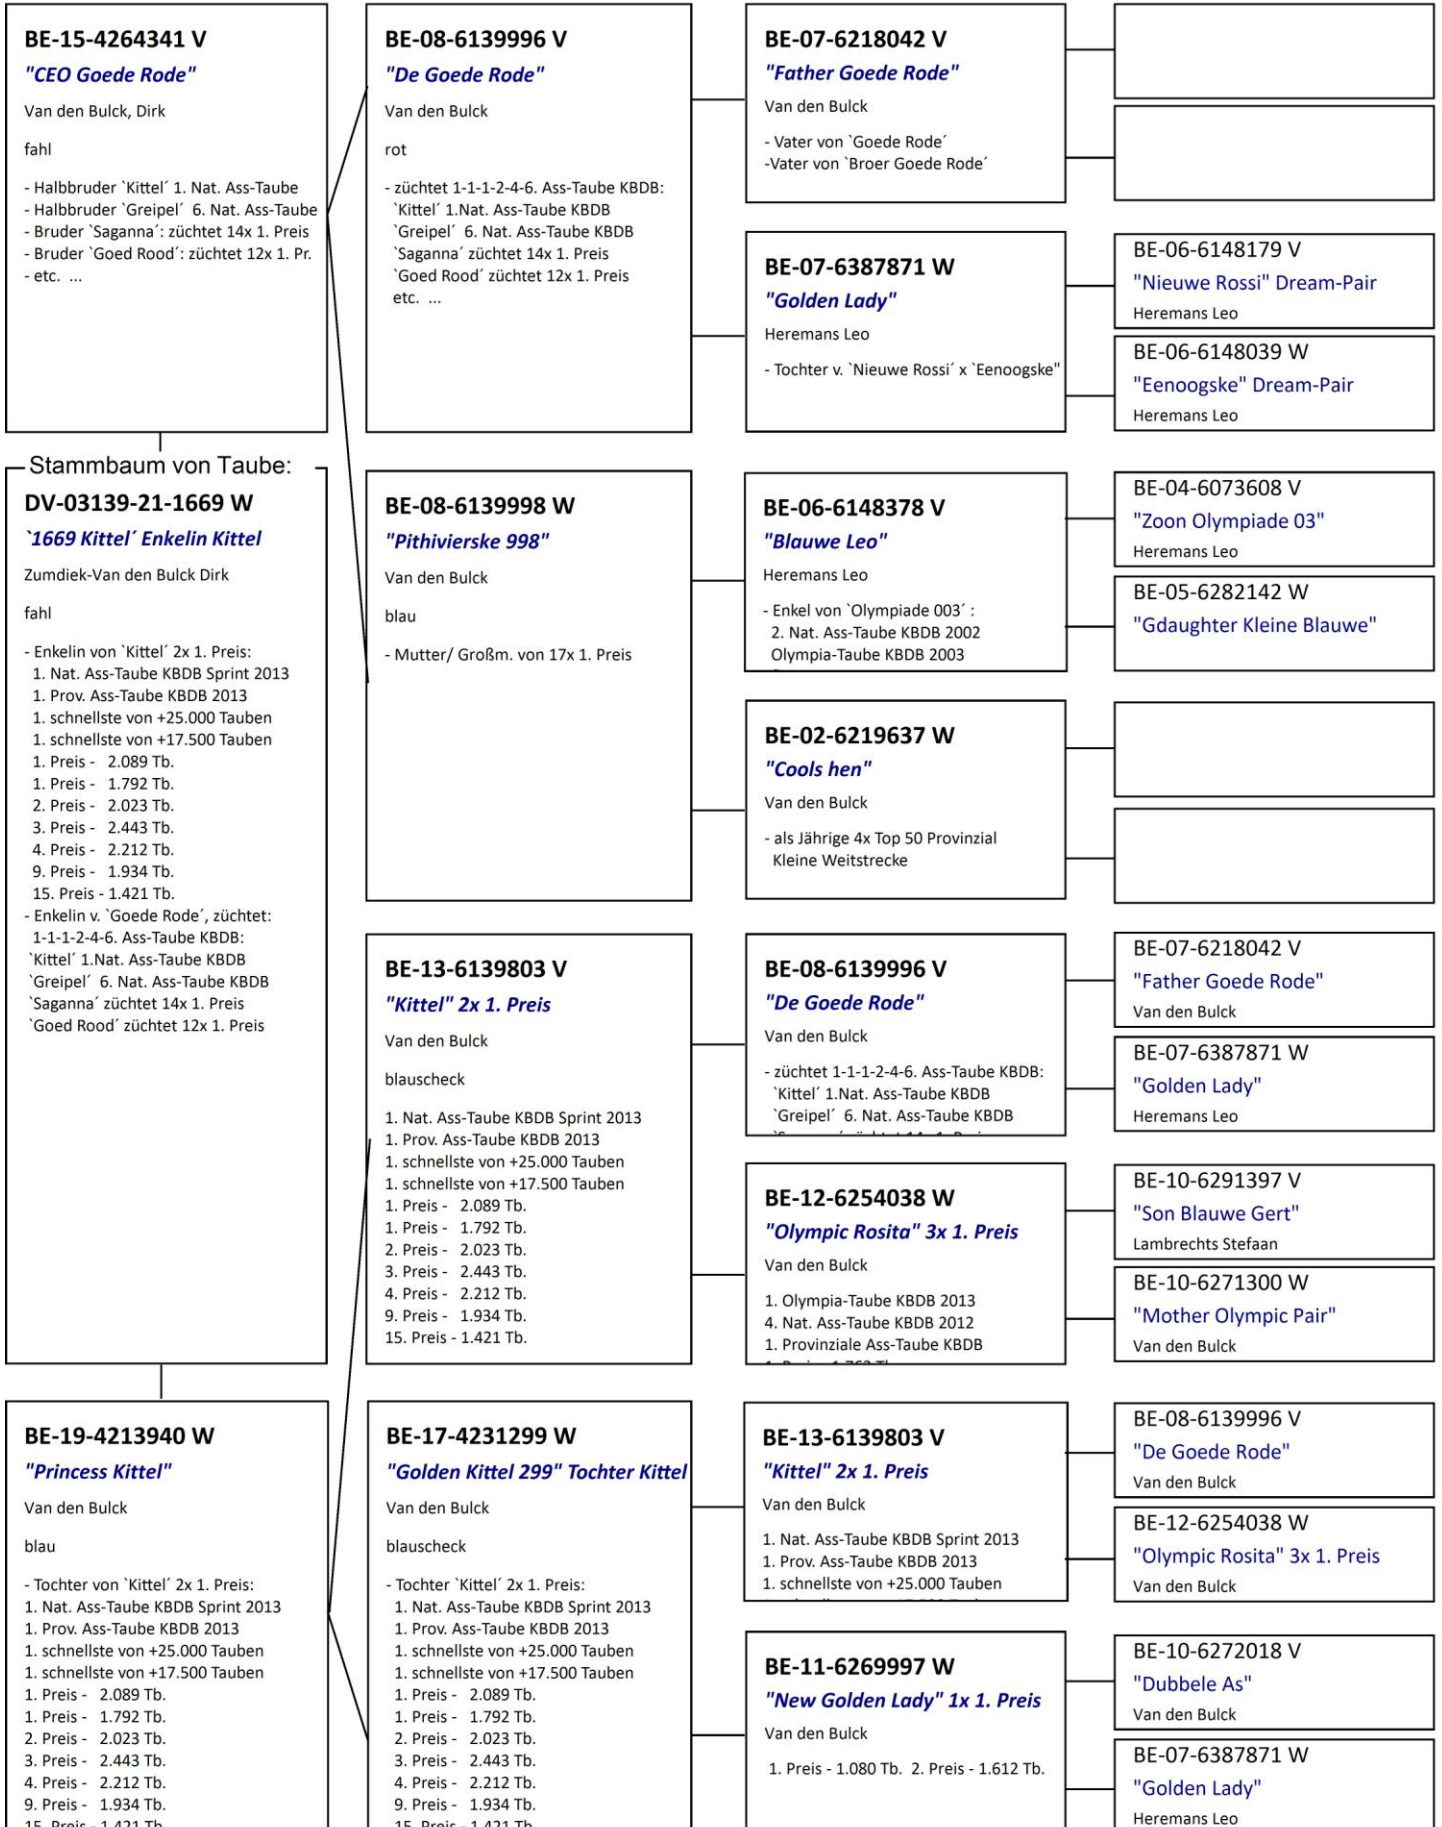 BE-15-4264341 V
"CEO Goede Rode"
Van den Bulck, Dirk
fahl
- Halbbruder `Kittel´ 1. Nat. Ass-Taube
- Halbbruder `Greipel´ 6. Nat. Ass-Taube
- Bruder `Saganna´: züchtet 14x 1. Preis
- Bruder `Goed Rood´: züchtet 12x 1. Pr.
- etc. ...
Stammbaum von Taube:
DV-03139-21-1669 W
`1669 Kittel´ Enkelin Kittel
Zumdiek-Van den Bulck Dirk
fahl
- Enkelin von `Kittel´ 2x 1. Preis:
1. Nat. Ass-Taube KBDB Sprint 2013
1. Prov. Ass-Taube KBDB 2013
1. schnellste von +25.000 Tauben
1. schnellste von +17.500 Tauben
1. Preis - 2.089 Tb.
1. Preis - 1.792 Tb.
2. Preis - 2.023 Tb.
3. Preis - 2.443 Tb.
4. Preis - 2.212 Tb.
9. Preis - 1.934 Tb.
15. Preis - 1.421 Tb.
- Enkelin v. `Goede Rode´, züchtet:
1-1-1-2-4-6. Ass-Taube KBDB:
`Kittel´ 1.Nat. Ass-Taube KBDB
`Greipel´ 6. Nat. Ass-Taube KBDB
`Saganna´ züchtet 14x 1. Preis
`Goed Rood´ züchtet 12x 1. Preis
BE-19-4213940 W
"Princess Kittel"
Van den Bulck
blau
- Tochter von `Kittel´ 2x 1. Preis:
1. Nat. Ass-Taube KBDB Sprint 2013
1. Prov. Ass-Taube KBDB 2013
1. schnellste von +25.000 Tauben
1. schnellste von +17.500 Tauben
1. Preis - 2.089 Tb.
1. Preis - 1.792 Tb.
2. Preis - 2.023 Tb.
3. Preis - 2.443 Tb.
4. Preis - 2.212 Tb.
9. Preis - 1.934 Tb.
15. Preis - 1.421 Tb.
BE-08-6139996 V
"De Goede Rode"
Van den Bulck
rot
- züchtet 1-1-1-2-4-6. Ass-Taube KBDB:
`Kittel´ 1.Nat. Ass-Taube KBDB
`Greipel´ 6. Nat. Ass-Taube KBDB
`Saganna´ züchtet 14x 1. Preis
`Goed Rood´ züchtet 12x 1. Preis
etc. ...
BE-08-6139998 W
"Pithivierske 998"
Van den Bulck
blau
- Mutter/ Großm. von 17x 1. Preis
BE-13-6139803 V
"Kittel" 2x 1. Preis
Van den Bulck
blauscheck
1. Nat. Ass-Taube KBDB Sprint 2013
1. Prov. Ass-Taube KBDB 2013
1. schnellste von +25.000 Tauben
1. schnellste von +17.500 Tauben
1. Preis - 2.089 Tb.
1. Preis - 1.792 Tb.
2. Preis - 2.023 Tb.
3. Preis - 2.443 Tb.
4. Preis - 2.212 Tb.
9. Preis - 1.934 Tb.
15. Preis - 1.421 Tb.
BE-17-4231299 W
"Golden Kittel 299" Tochter Kittel
Van den Bulck
blauscheck
- Tochter `Kittel´ 2x 1. Preis:
1. Nat. Ass-Taube KBDB Sprint 2013
1. Prov. Ass-Taube KBDB 2013
1. schnellste von +25.000 Tauben
1. schnellste von +17.500 Tauben
1. Preis - 2.089 Tb.
1. Preis - 1.792 Tb.
2. Preis - 2.023 Tb.
3. Preis - 2.443 Tb.
4. Preis - 2.212 Tb.
9. Preis - 1.934 Tb.
15. Preis - 1.421 Tb.
BE-07-6218042 V
"Father Goede Rode"
Van den Bulck
- Vater von `Goede Rode´
-Vater von `Broer Goede Rode´
BE-07-6387871 W
"Golden Lady"
Heremans Leo
- Tochter v. `Nieuwe Rossi´ x `Eenoogske"
BE-06-6148378 V
"Blauwe Leo"
Heremans Leo
- Enkel von `Olympiade 003´ :
2. Nat. Ass-Taube KBDB 2002
Olympia-Taube KBDB 2003
BE-02-6219637 W
"Cools hen"
Van den Bulck
- als Jährige 4x Top 50 Provinzial
Kleine Weitstrecke
BE-08-6139996 V
"De Goede Rode"
Van den Bulck
- züchtet 1-1-1-2-4-6. Ass-Taube KBDB:
`Kittel´ 1.Nat. Ass-Taube KBDB
`Greipel´ 6. Nat. Ass-Taube KBDB
BE-12-6254038 W
"Olympic Rosita" 3x 1. Preis
Van den Bulck
1. Olympia-Taube KBDB 2013
4. Nat. Ass-Taube KBDB 2012
1. Provinziale Ass-Taube KBDB
BE-13-6139803 V
"Kittel" 2x 1. Preis
Van den Bulck
1. Nat. Ass-Taube KBDB Sprint 2013
1. Prov. Ass-Taube KBDB 2013
1. schnellste von +25.000 Tauben
BE-11-6269997 W
"New Golden Lady" 1x 1. Preis
Van den Bulck
1. Preis - 1.080 Tb. 2. Preis - 1.612 Tb.
BE-06-6148179 V
"Nieuwe Rossi" Dream-Pair
Heremans Leo
BE-06-6148039 W
"Eenoogske" Dream-Pair
Heremans Leo
BE-04-6073608 V
"Zoon Olympiade 03"
Heremans Leo
BE-05-6282142 W
"Gdaughter Kleine Blauwe"
BE-07-6218042 V
"Father Goede Rode"
Van den Bulck
BE-07-6387871 W
"Golden Lady"
Heremans Leo
BE-10-6291397 V
"Son Blauwe Gert"
Lambrechts Stefaan
BE-10-6271300 W
"Mother Olympic Pair"
Van den Bulck
BE-08-6139996 V
"De Goede Rode"
Van den Bulck
BE-12-6254038 W
"Olympic Rosita" 3x 1. Preis
Van den Bulck
BE-10-6272018 V
"Dubbele As"
Van den Bulck
BE-07-6387871 W
"Golden Lady"
Heremans Leo